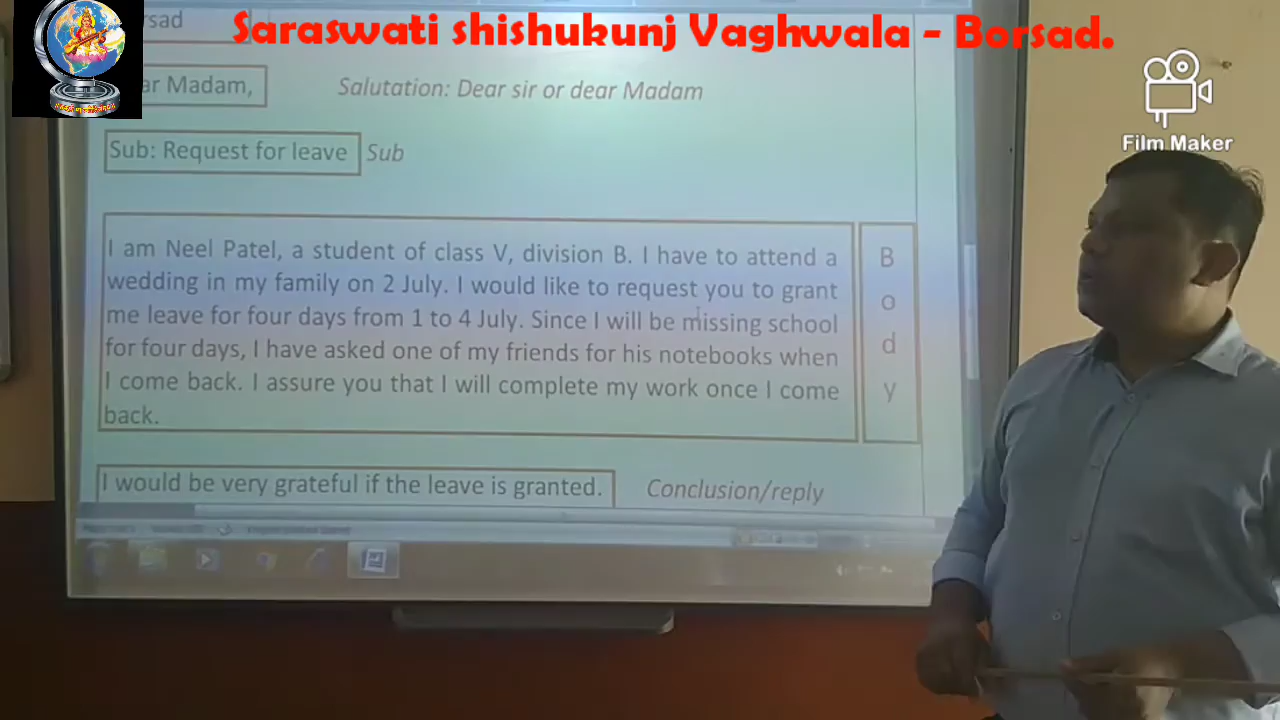 Saraswati shishukunj Vaghwala - Borsad.
Madam,
Salutation: Dear sir or dear Madam
Film Maker
Sub: Request for leave
Sub
I am Neel Patel, a student of class V, division B. I have to attend a
wedding in my family on 2 July. I would like to request you to grant
me leave for four days from 1 to 4 July. Since I will be missing school
for four days, I have asked one of my friends for his notebooks when
I come back. I assure you that I will complete my work once I come
back.
B
o
d
y
I would be very grateful if the leave is granted.
Conclusion/reply